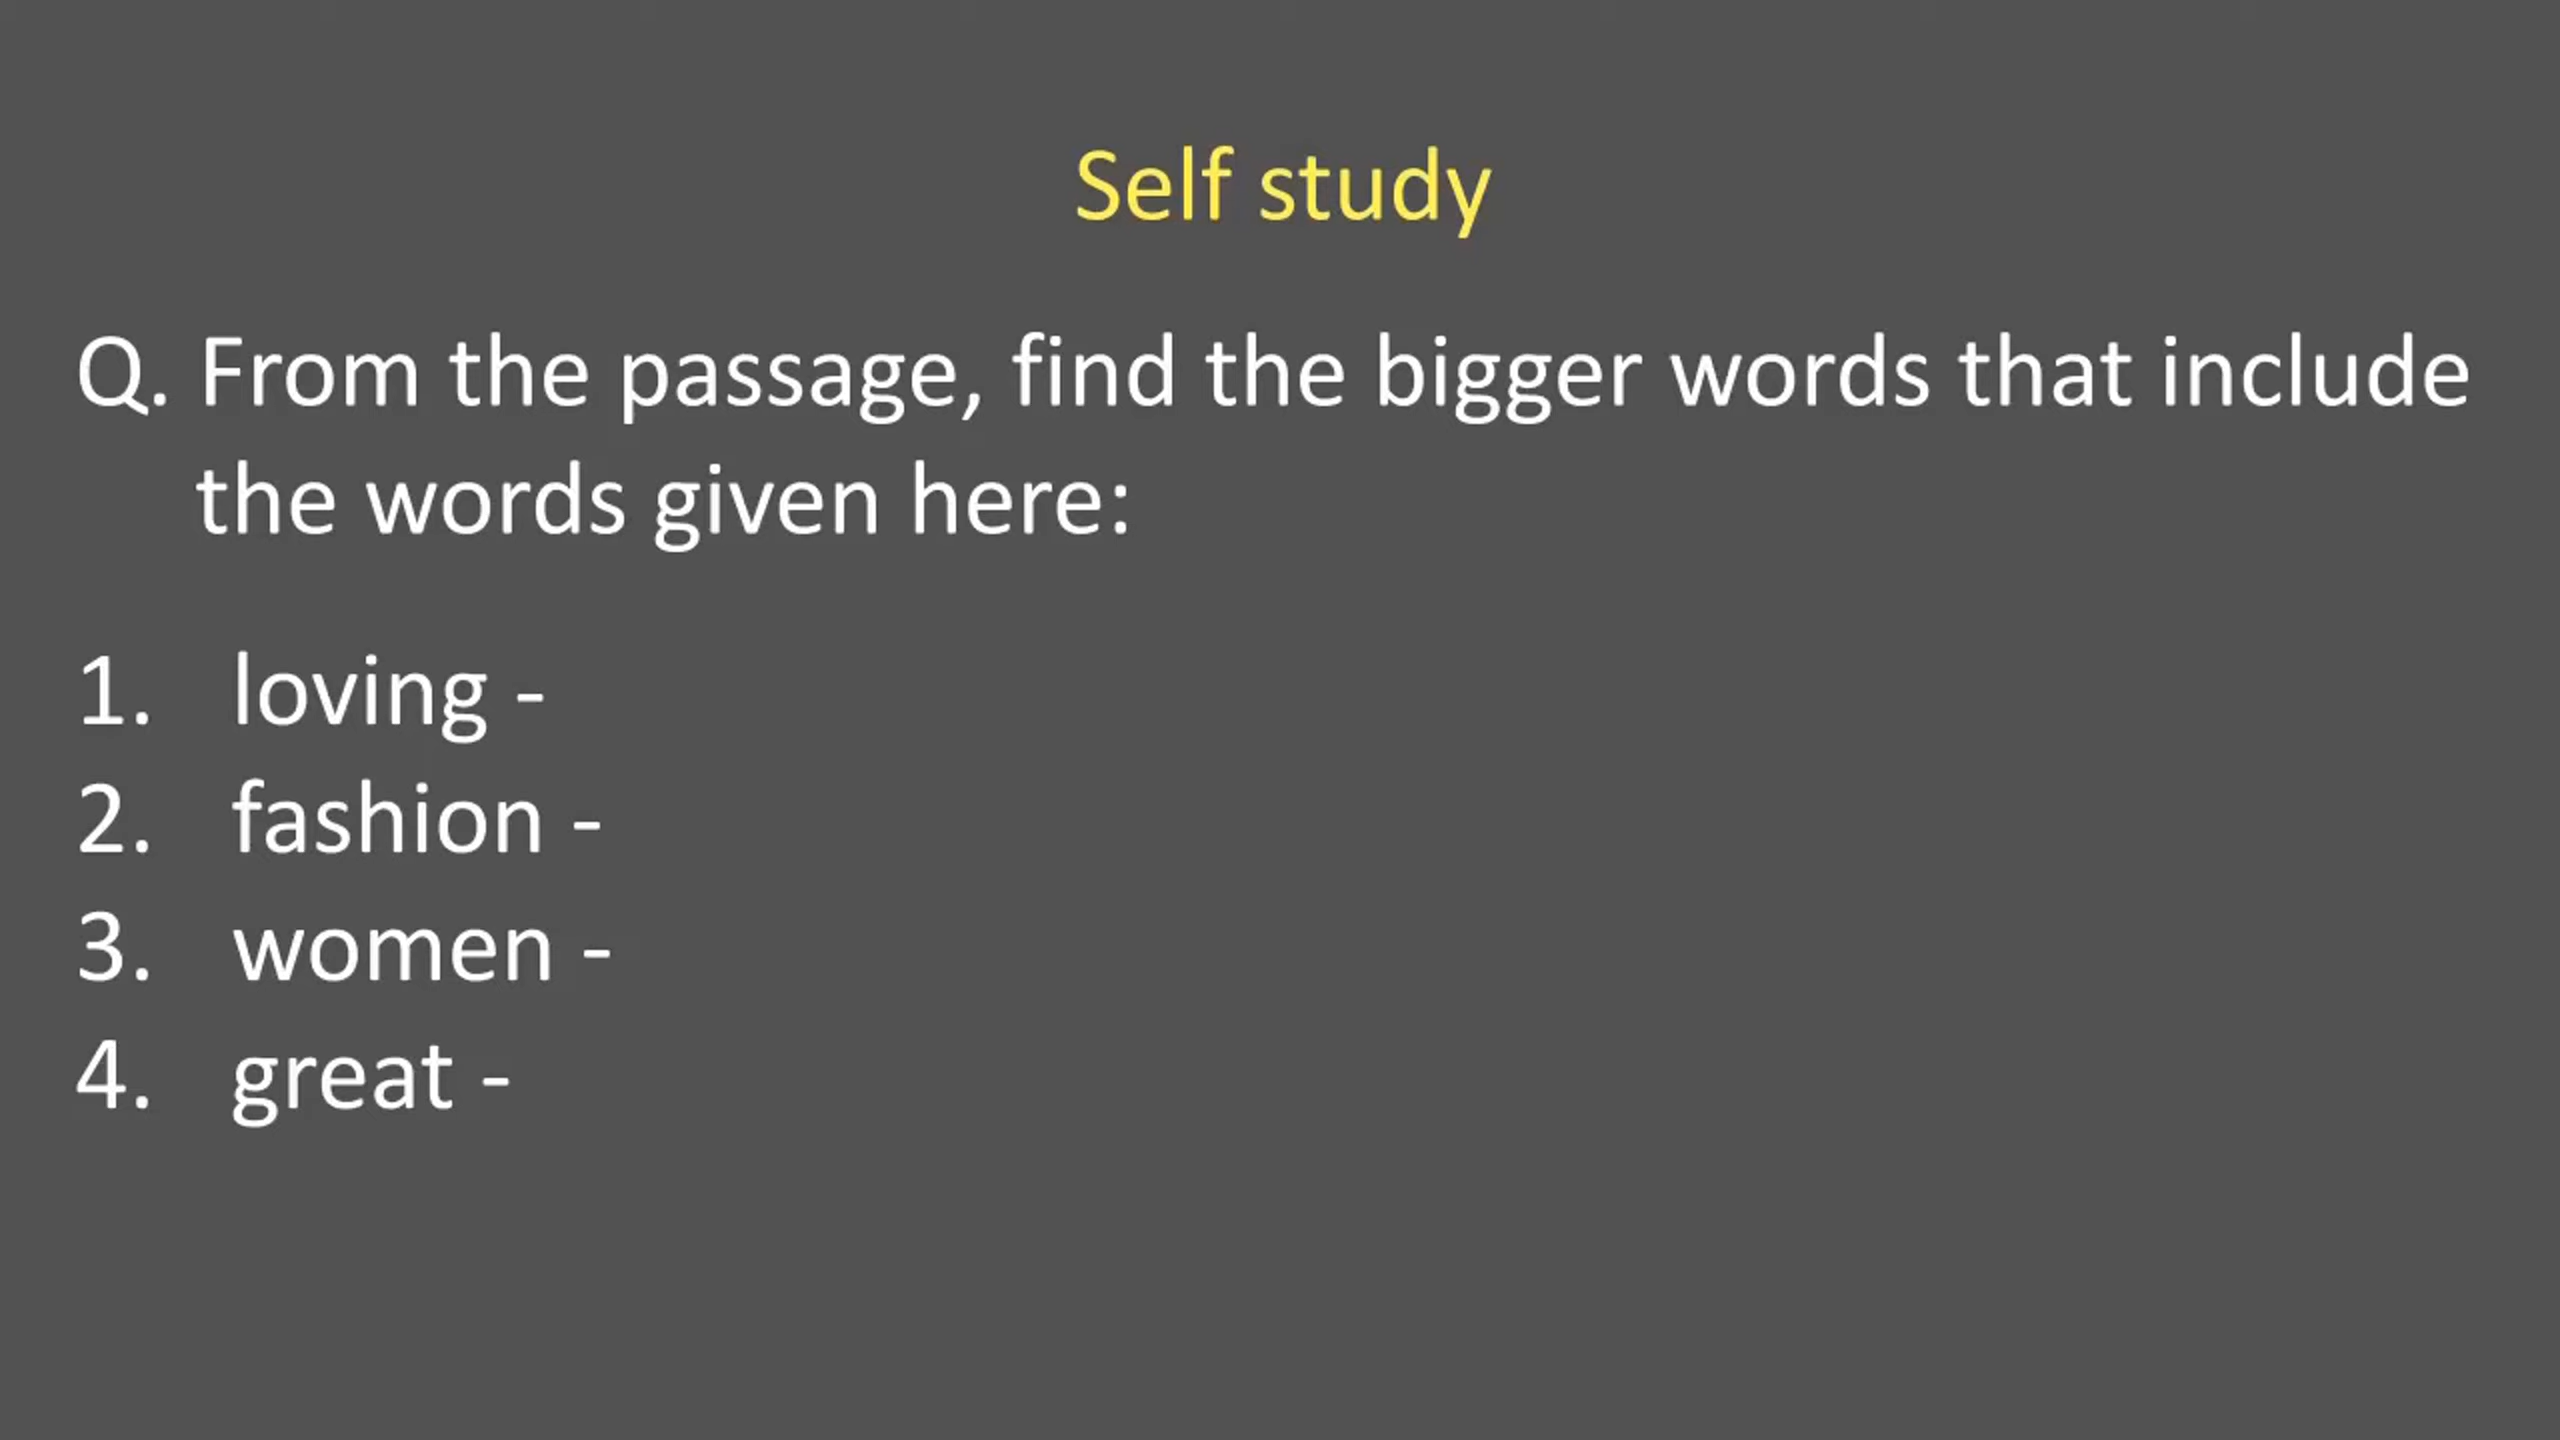 Self study
Q. From the passage, find the bigger words that include
the words given here:
1. loving -
2. fashion -
3. women -
4. great -